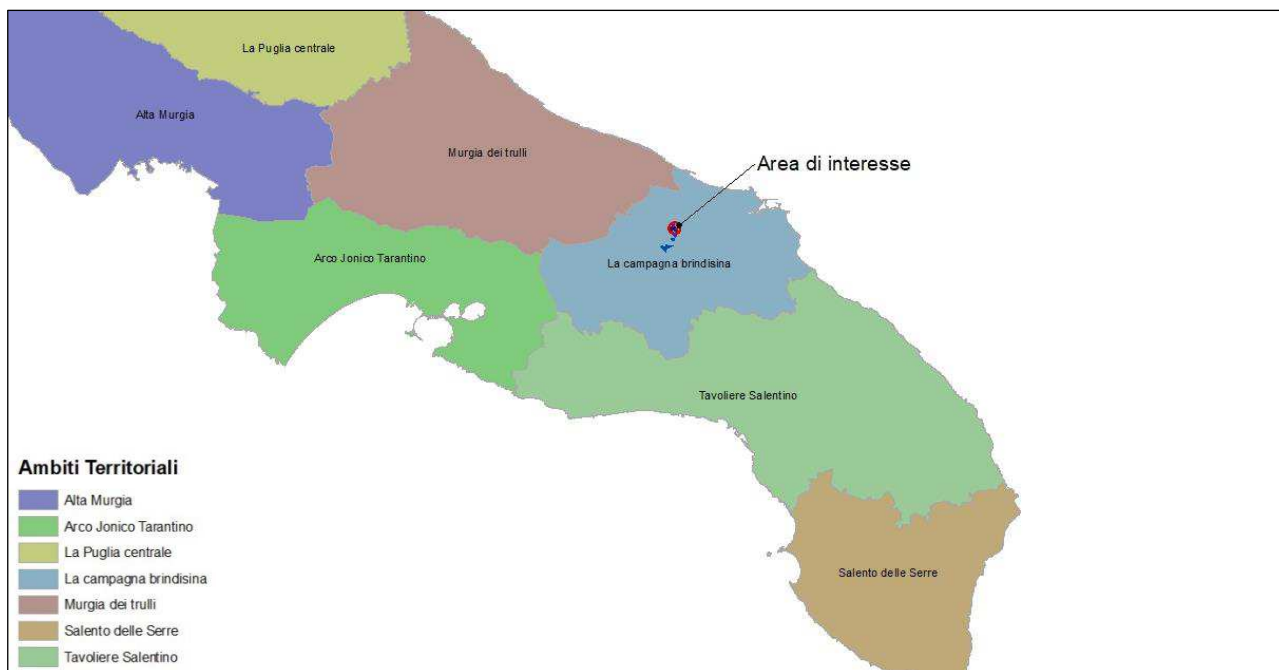 La Puglia centrale
Alta Murgia
Murgia dei trulli
Area di interesse
Arco Jonico Tarantino
La campagna brindisina
Tavoliere Salentino
Salento delle Serre
Ambiti Territoriali
Alta Murgia
Arco Jonico Tarantino
La Puglia centrale
La campagna brindisina
Murgia dei trulli
Salento delle Serre
Tavoliere Salentino